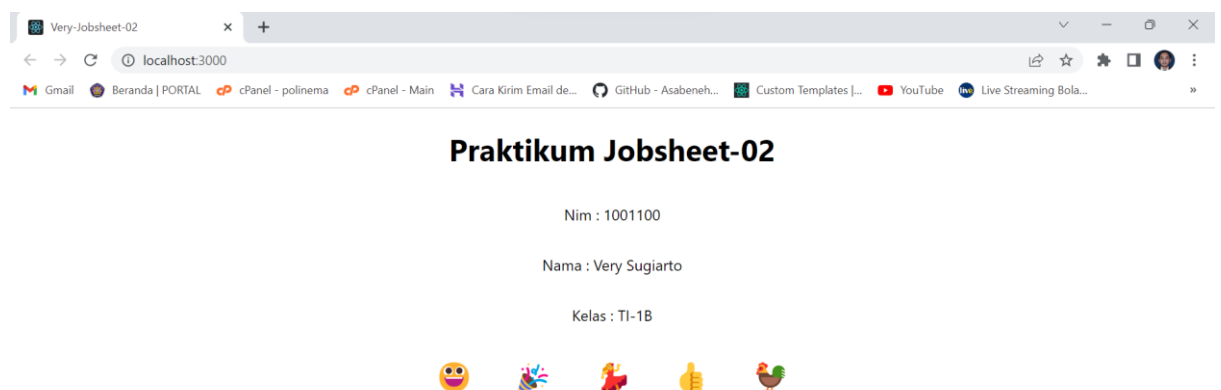 Very-Jobsheet-02
localhost:3000
Gmail Beranda | PORTAL cPanel - polinema cPanel - Main Cara Kirim Email de... GitHub - Asabeneh... Custom Templates |... YouTube live Live Streaming Bola... »
Praktikum Jobsheet-02
Nim : 1001100
Nama : Very Sugiarto
Kelas : TI-1B